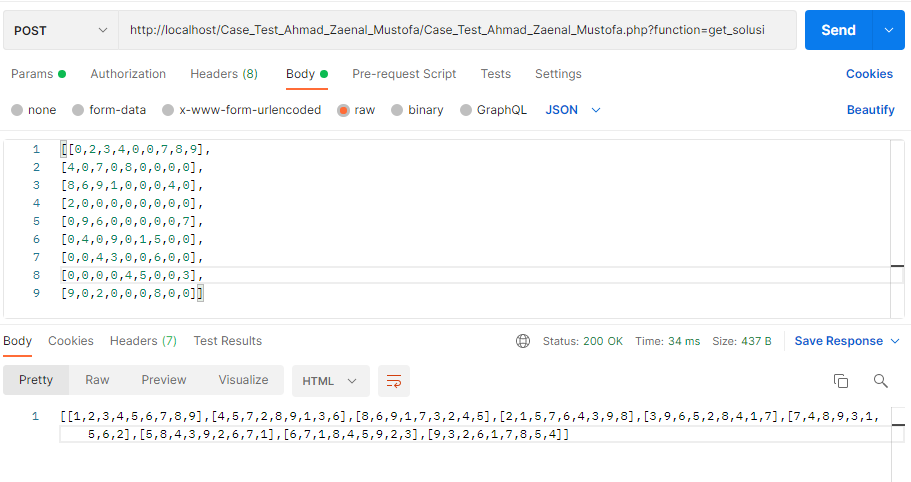 POST http://localhost/Case_Test_Ahmad_Zaenal_Mustofa/Case_Test_Ahmad_Zaenal_Mustofa.php?function=get_solusi Send
Params Authorization Headers (8) Body Pre-request Script Tests Settings Cookies
none form-data x-www-form-urlencoded raw binary GraphQL JSON Beautify
1 [[0,2,3,4,0,0,7,8,9],
2 [4,0,7,0,8,0,0,0,0],
3 [8,6,9,1,0,0,0,4,0],
4 [2,0,0,0,0,0,0,0,0],
5 [0,9,6,0,0,0,0,0,7],
6 [0,4,0,9,0,1,5,0,0],
7 [0,0,4,3,0,0,6,0,0],
8 [0,0,0,0,4,5,0,0,3],
9 [9,0,2,0,0,0,8,0,0]]
Body Cookies Headers (7) Test Results Status: 200 OK Time: 34 ms Size: 437 B Save Response
Pretty Raw Preview Visualize HTML
1 [[1,2,3,4,5,6,7,8,9],[4,5,7,2,8,9,1,3,6],[8,6,9,1,7,3,2,4,5],[2,1,5,7,6,4,3,9,8],[3,9,6,5,2,8,4,1,7],[7,4,8,9,3,1,
5,6,2],[5,8,4,3,9,2,6,7,1],[6,7,1,8,4,5,9,2,3],[9,3,2,6,1,7,8,5,4]]